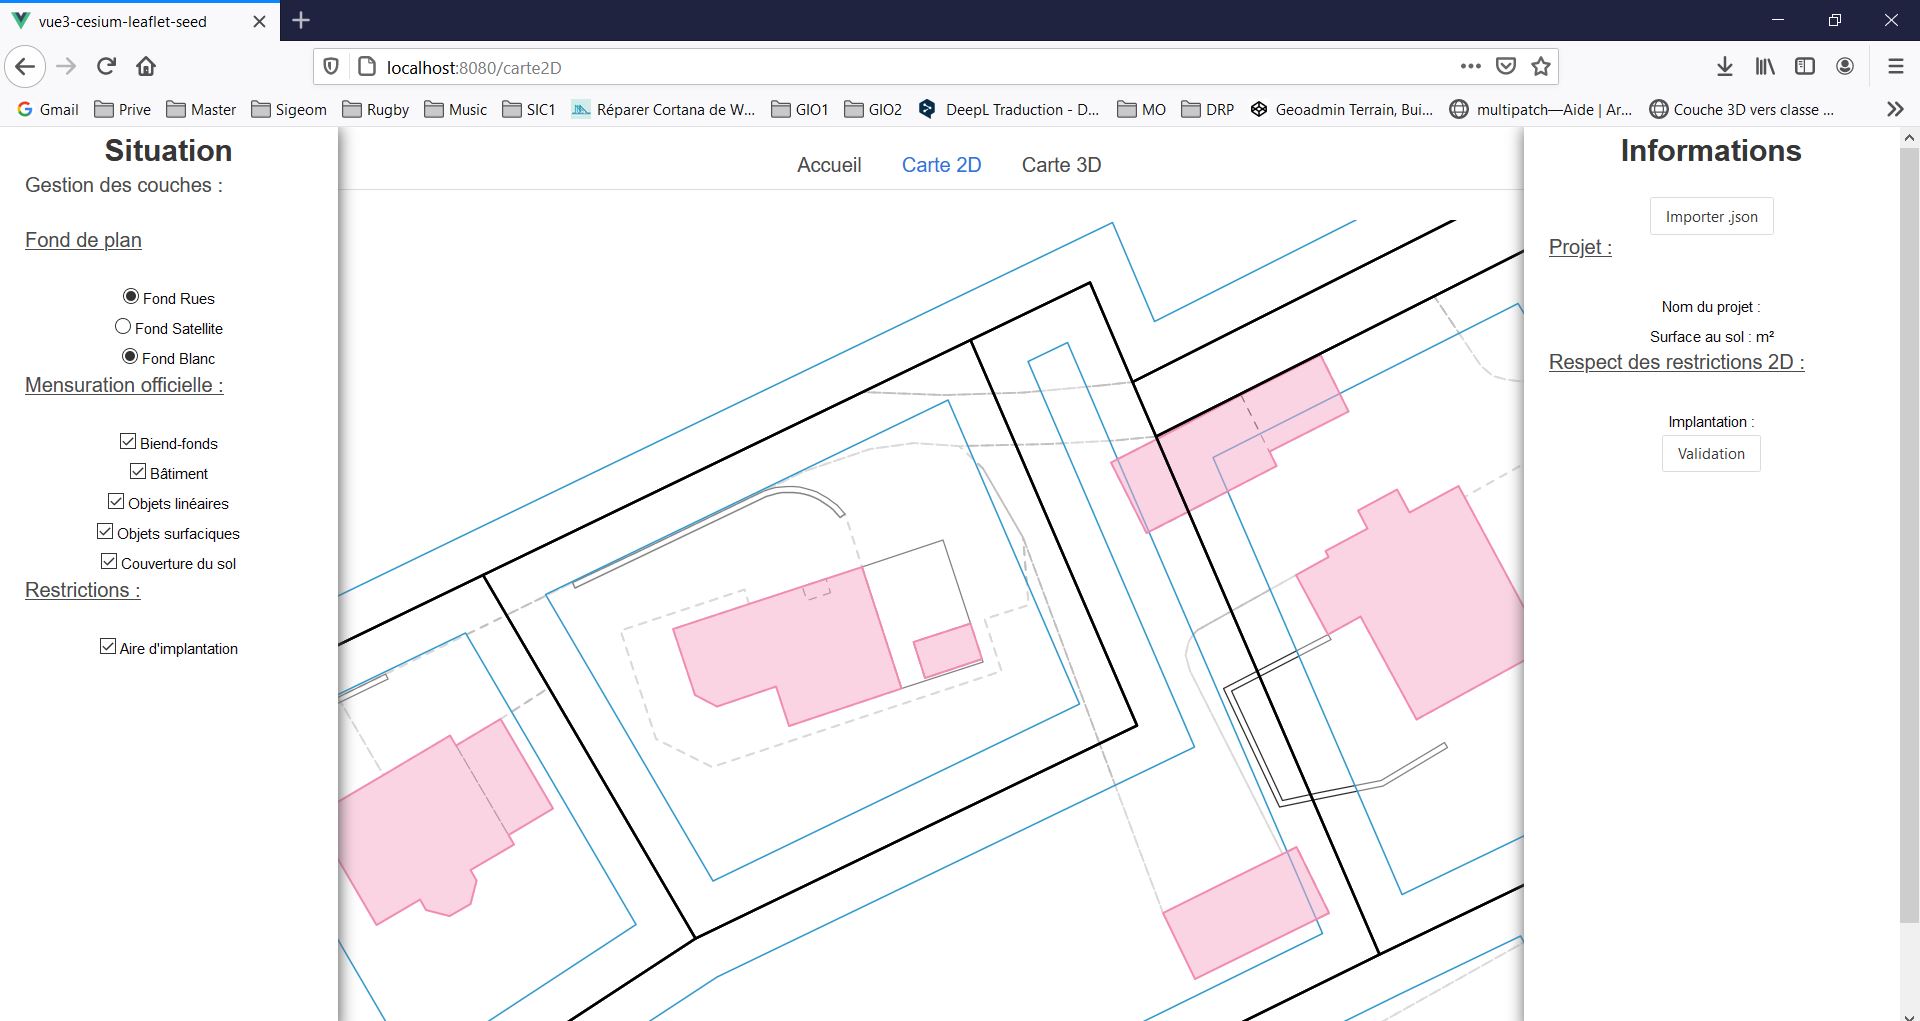 vue3-cesium-leaflet-seed
localhost:8080/carte2D
Gmail Prive Master Sigeom Rugby Music SIC1 Réparer Cortana de W... GIO1 GIO2 DeepL Traduction - D... MO DRP Geoadmin Terrain, Bui... multipatch—Aide | Ar... Couche 3D vers classe ...
Situation
Gestion des couches :
Fond de plan
Fond Rues
Fond Satellite
Fond Blanc
Mensuration officielle :
Biend-fonds
Bâtiment
Objets linéaires
Objets surfaciques
Couverture du sol
Restrictions :
Aire d'implantation
Accueil Carte 2D Carte 3D
Informations
Importer .json
Projet :
Nom du projet :
Surface au sol : m²
Respect des restrictions 2D :
Implantation :
Validation